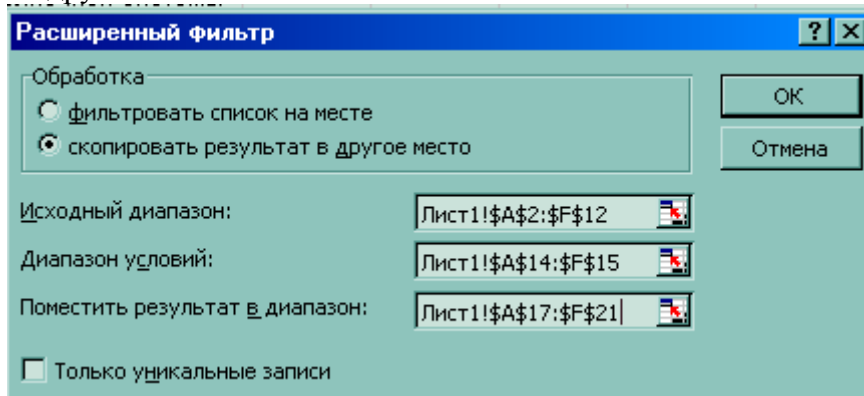 Расширенный фильтр
Обработка
фильтровать список на месте
скопировать результат в другое место
ОК
Отмена
Исходный диапазон: Лист1!$A$2:$F$12
Диапазон условий: Лист1!$A$14:$F$15
Поместить результат в диапазон: Лист1!$A$17:$F$21
Только уникальные записи